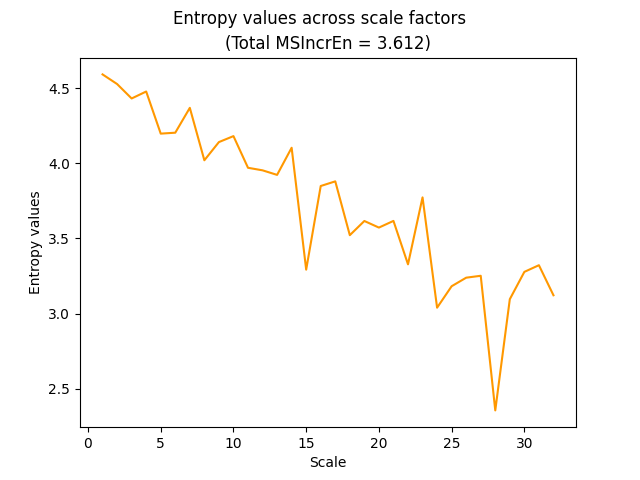 Entropy values across scale factors
(Total MSIncrEn = 3.612)
Entropy values
4.5
4.0
3.5
3.0
2.5
0 5 10 15 20 25 30
Scale